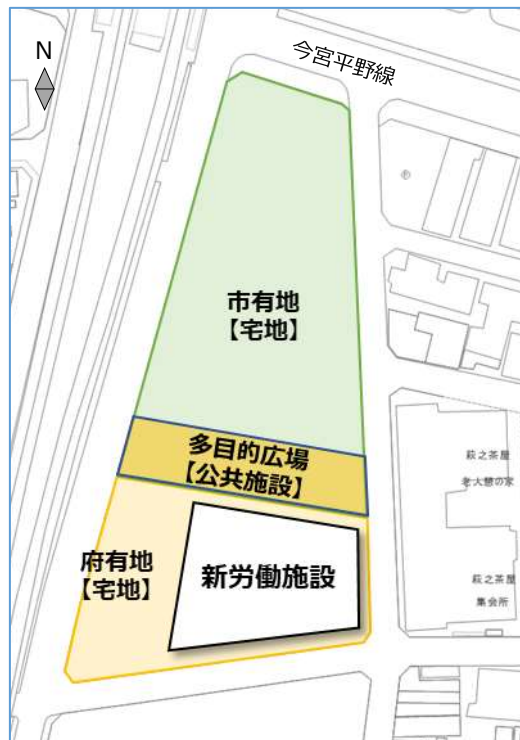 N
今宮平野線
市有地
【宅地】
多目的広場
【公共施設】
府有地
【宅地】
新労働施設
萩之茶屋
老人憩の家
萩之茶屋
集会所